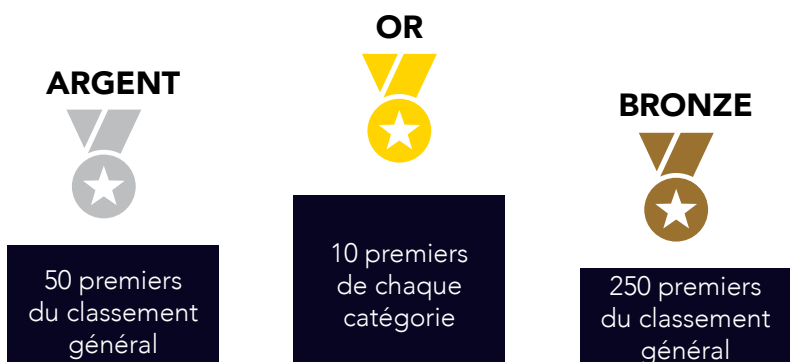 ARGENT
50 premiers
du classement
général
OR
10 premiers
de chaque
catégorie
BRONZE
250 premiers
du classement
général